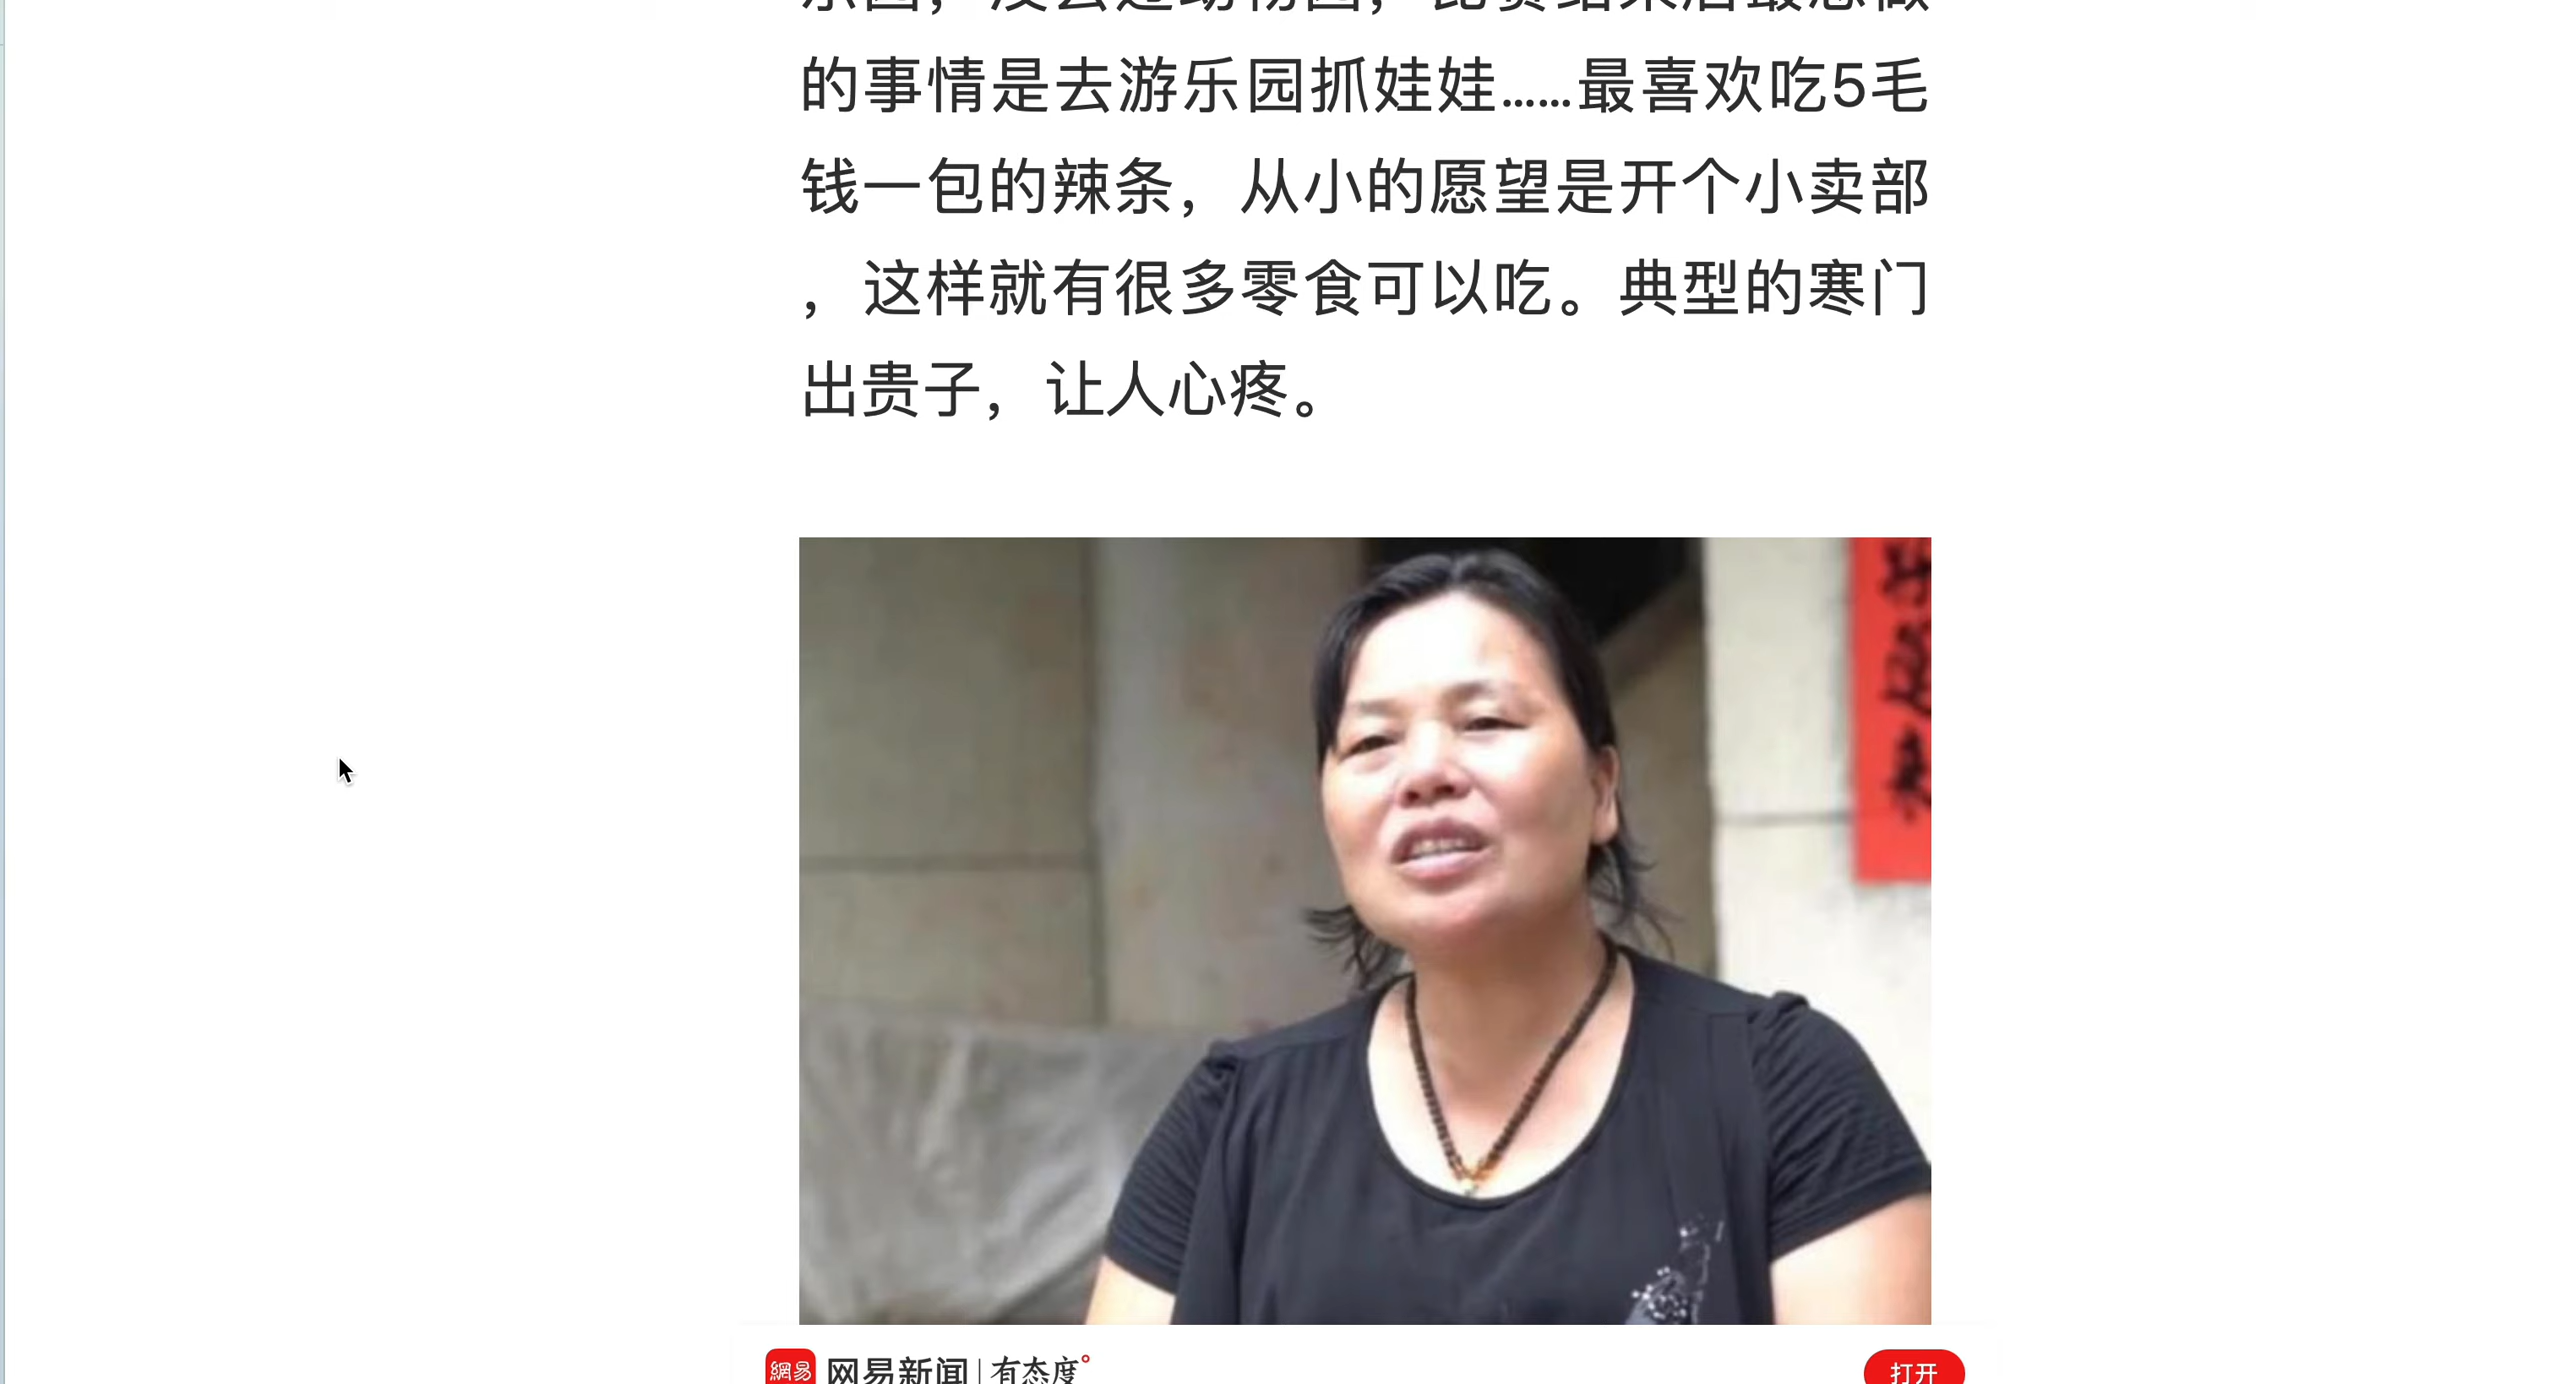 的事情是去游乐园抓娃娃……最喜欢吃5毛
钱一包的辣条，从小的愿望是开个小卖部
，这样就有很多零食可以吃。典型的寒门
出贵子，让人心疼。
網易 网易新闻 | 有态度°
打开